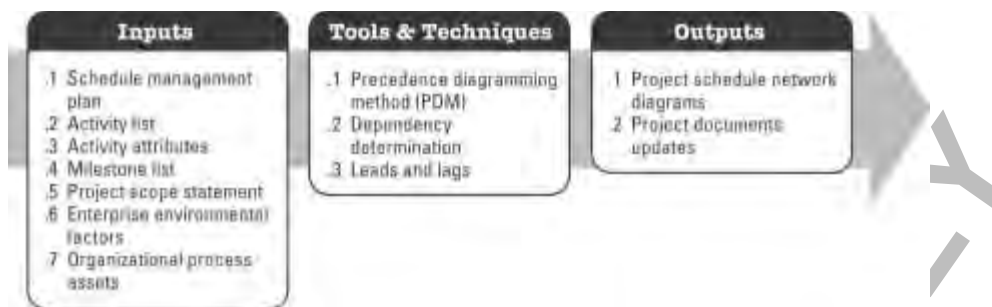 Inputs
.1 Schedule management
plan
.2 Activity list
.3 Activity attributes
.4 Milestone list
.5 Project scope statement
.6 Enterprise environmental
factors
.7 Organizational process
assets
Tools & Techniques
.1 Precedence diagramming
method (PDM)
.2 Dependency
determination
.3 Leads and lags
Outputs
.1 Project schedule network
diagrams
.2 Project documents
updates
Y